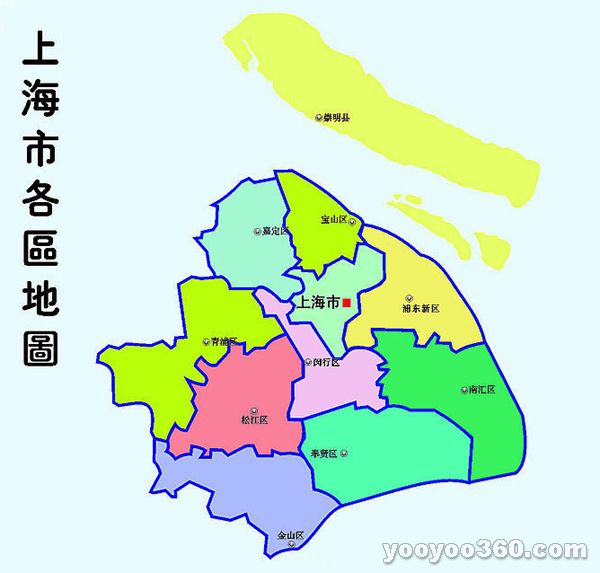 上海市各區地圖
崇明县
宝山区
嘉定区
上海市
浦东新区
青浦区
闵行区
南汇区
松江区
奉贤区
金山区
yooyoo360.com